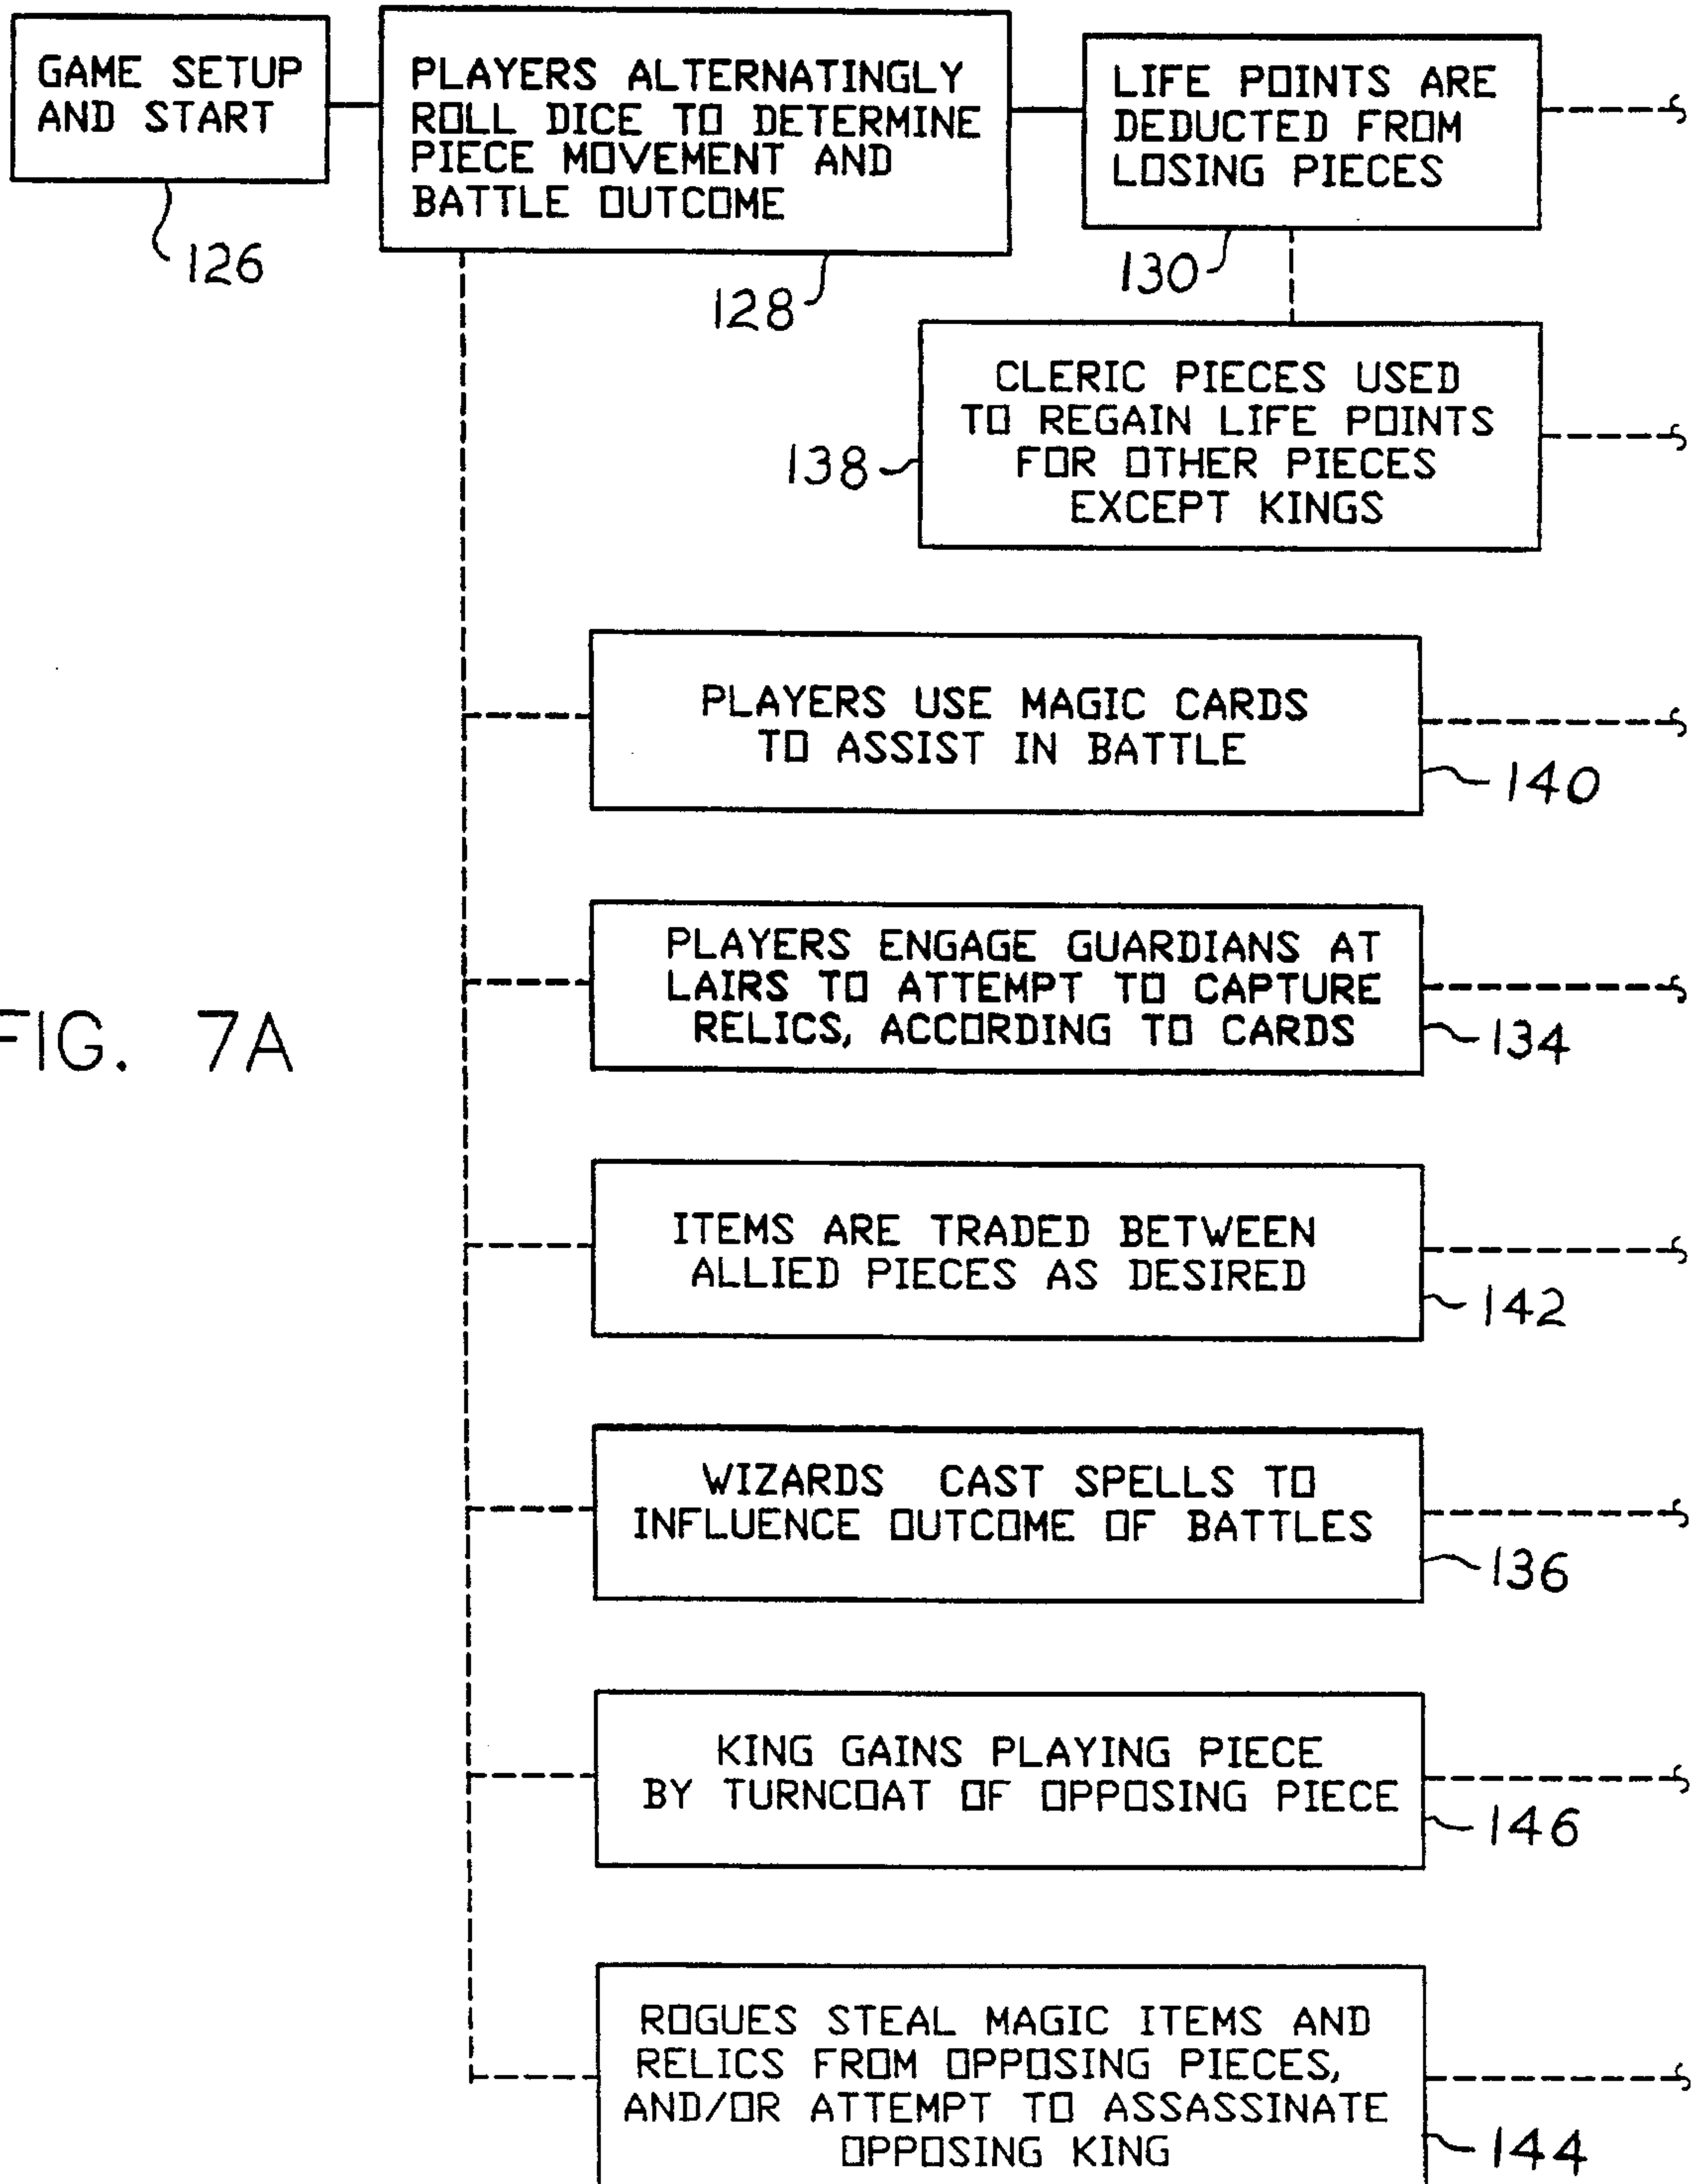 GAME SETUP
AND START
126
PLAYERS ALTERNATINGLY
ROLL DICE TO DETERMINE
PIECE MOVEMENT AND
BATTLE OUTCOME
128
LIFE POINTS ARE
DEDUCTED FROM
LOSING PIECES
130
CLERIC PIECES USED
TO REGAIN LIFE POINTS
FOR OTHER PIECES
EXCEPT KINGS
138
PLAYERS USE MAGIC CARDS
TO ASSIST IN BATTLE
140
PLAYERS ENGAGE GUARDIANS AT
LAIRS TO ATTEMPT TO CAPTURE
RELICS, ACCORDING TO CARDS
134
FIG. 7A
ITEMS ARE TRADED BETWEEN
ALLIED PIECES AS DESIRED
142
WIZARDS CAST SPELLS TO
INFLUENCE OUTCOME OF BATTLES
136
KING GAINS PLAYING PIECE
BY TURNCOAT OF OPPOSING PIECE
146
ROGUES STEAL MAGIC ITEMS AND
RELICS FROM OPPOSING PIECES,
AND/OR ATTEMPT TO ASSASSINATE
OPPOSING KING
144